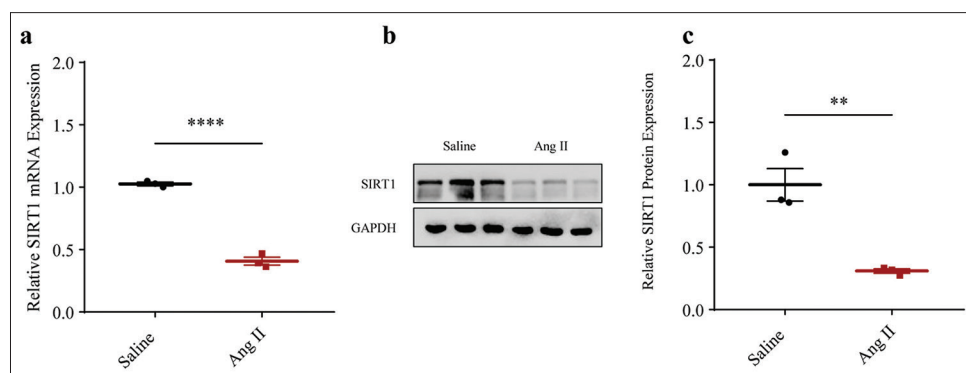 a
Relative SIRT1 mRNA Expression
2.0
1.5
1.0
0.5
0.0
****
Saline
Ang II
b
Saline Ang II
SIRT1
GAPDH
c
Relative SIRT1 Protein Expression
2.0
1.5
1.0
0.5
0.0
**
Saline
Ang II